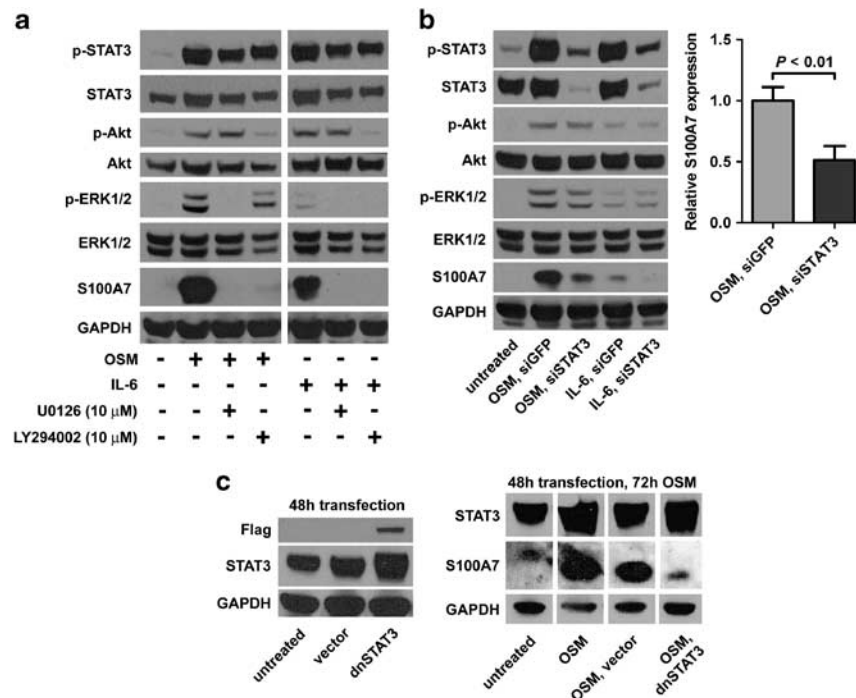 a
p-STAT3
STAT3
p-Akt
Akt
p-ERK1/2
ERK1/2
S100A7
GAPDH
OSM - + + + - - -
IL-6 - - - - + + +
U0126 (10 μM) - - + - - + -
LY294002 (10 μM) - - - + - - +
b
p-STAT3
STAT3
p-Akt
Akt
p-ERK1/2
ERK1/2
S100A7
GAPDH
untreated
OSM, siGFP
OSM, siSTAT3
IL-6, siGFP
IL-6, siSTAT3
Relative S100A7 expression
1.5
1.0
0.5
0.0
P < 0.01
OSM, siGFP
OSM, siSTAT3
c
48h transfection
Flag
STAT3
GAPDH
untreated
vector
dnSTAT3
48h transfection, 72h OSM
STAT3
S100A7
GAPDH
untreated
OSM
OSM, vector
OSM,
dnSTAT3